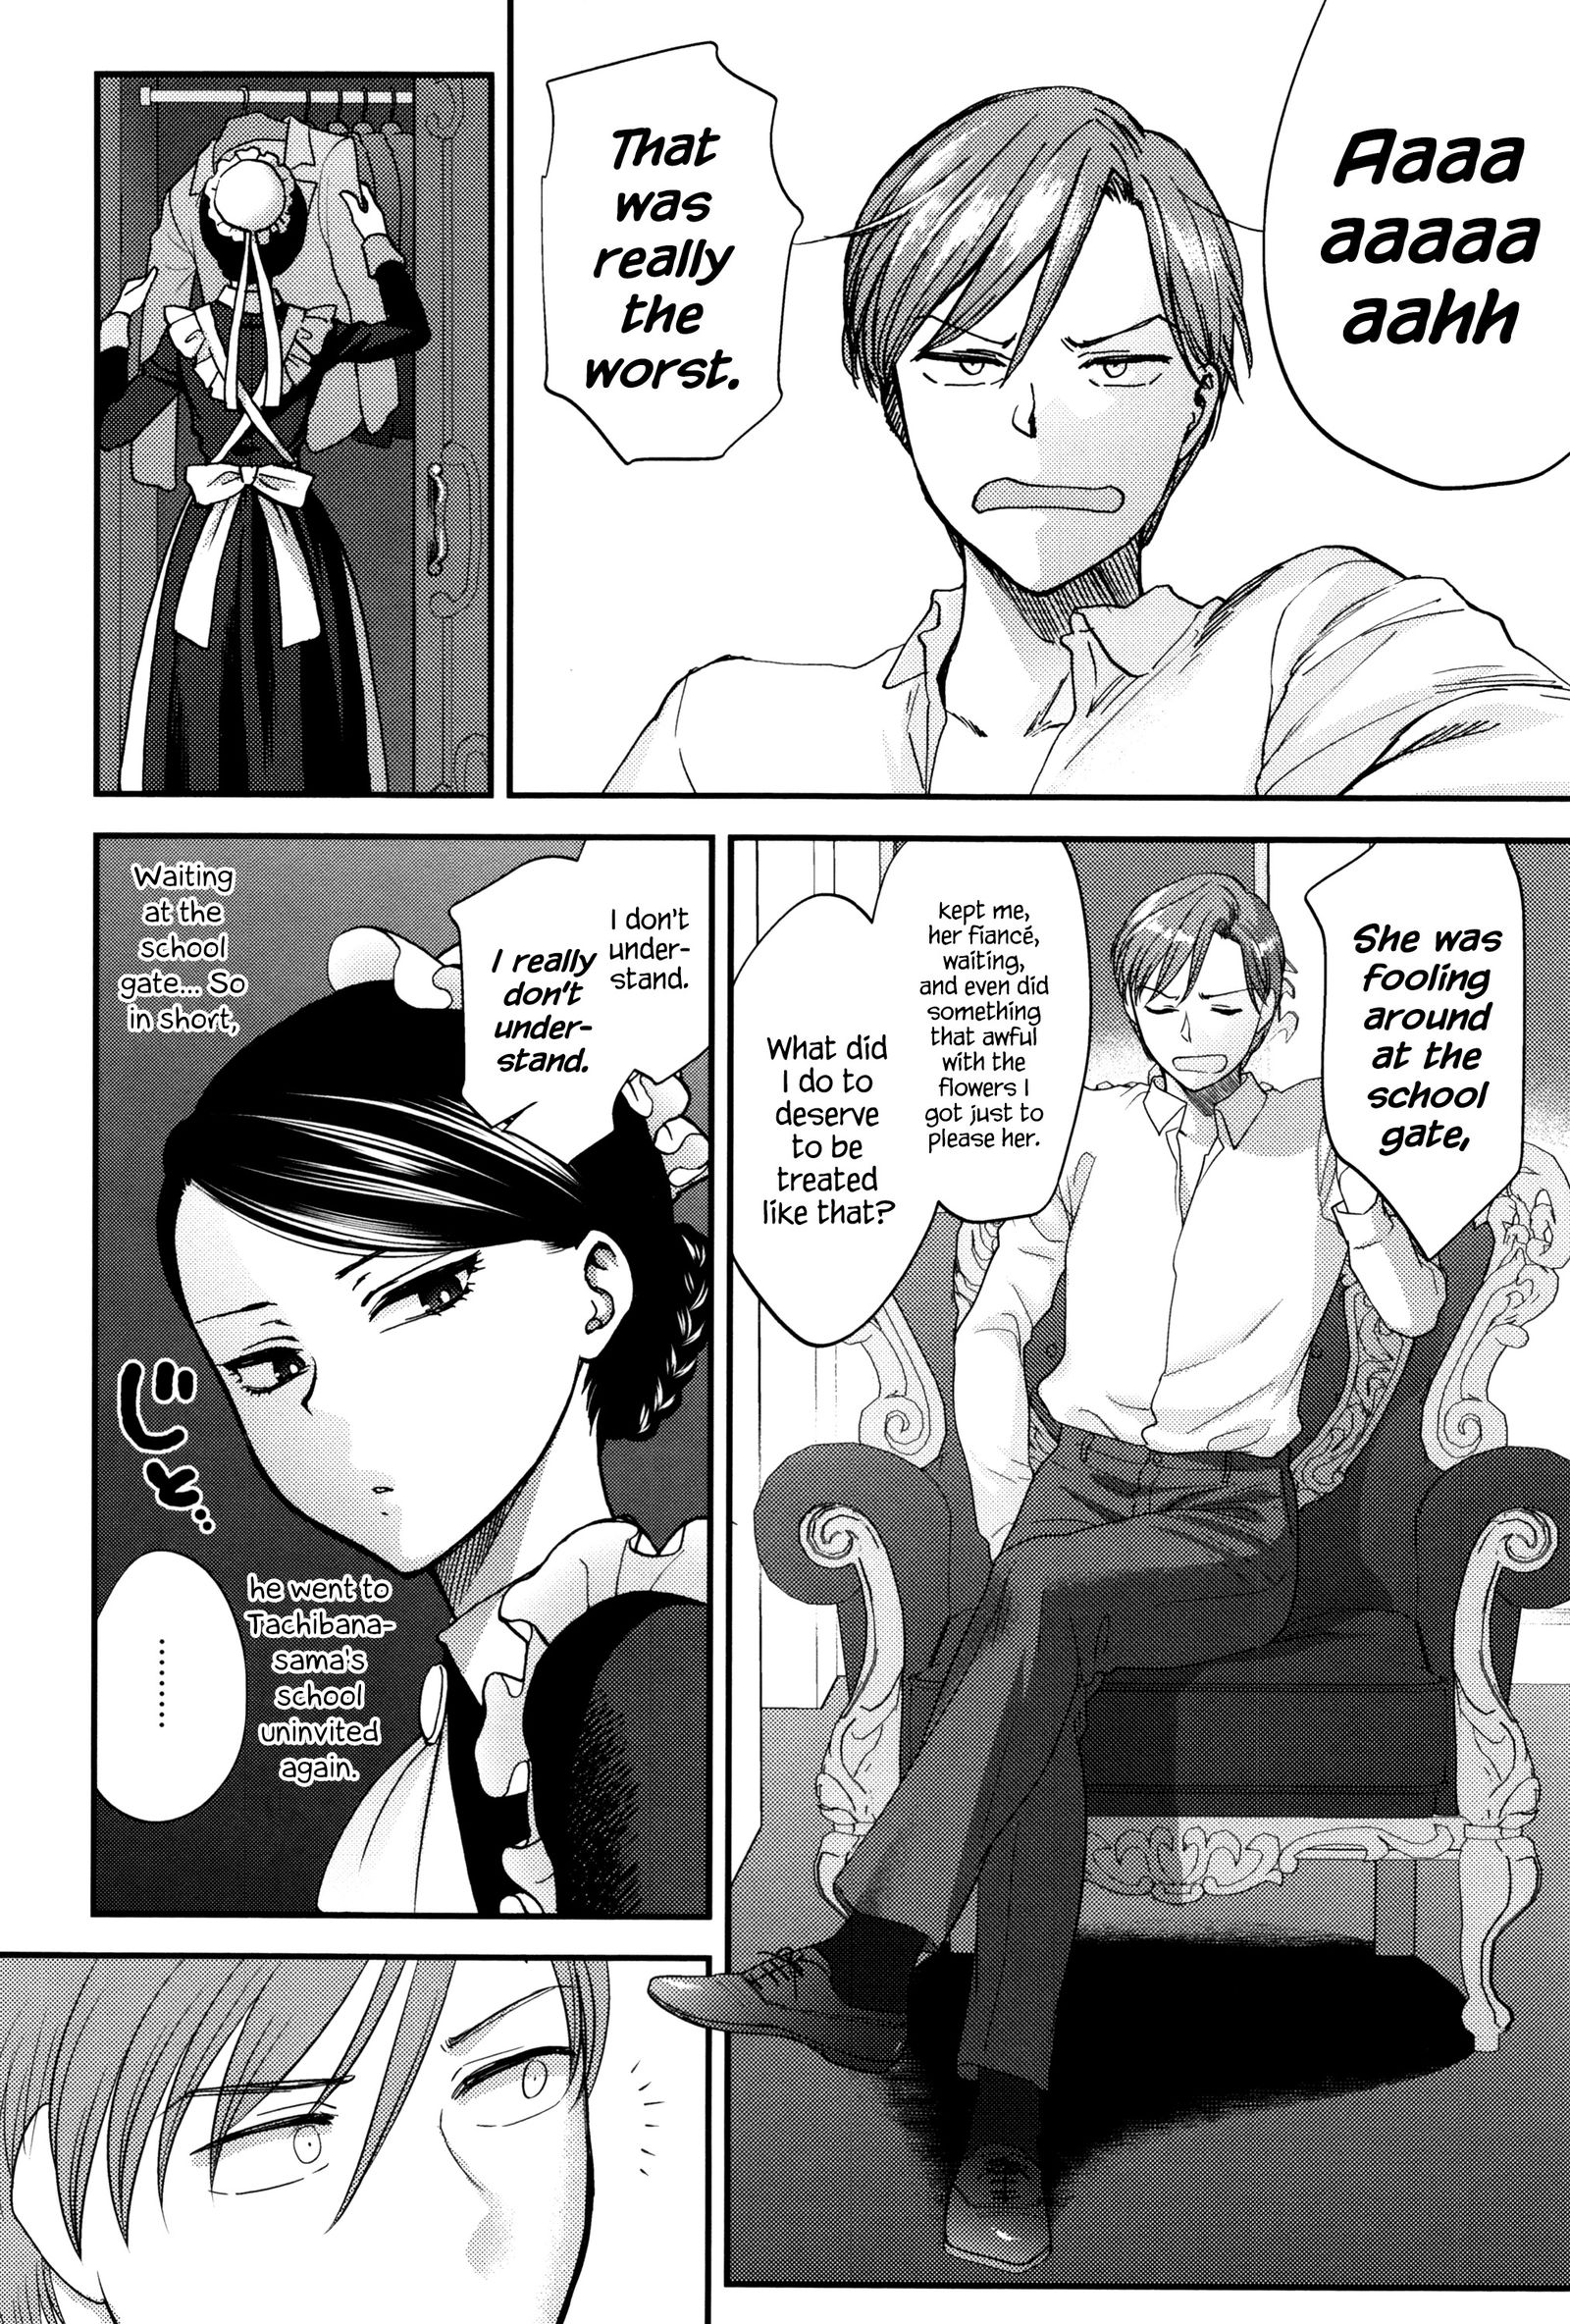 Aaaa
aaaaa
aahh
That
was
really
the
worst.
She was
fooling
around
at the
school
gate,
kept me,
her fiancé,
waiting,
and even did
something
that awful
with the
flowers I
got just to
please her.
What did
I do to
deserve
to be
treated
like that?
I don't
under-
stand.
I really
don't
under-
stand.
Waiting
at the
school
gate... So
in short,
he went to
Tachibana-
sama's
school
uninvited
again.
じと..
.........